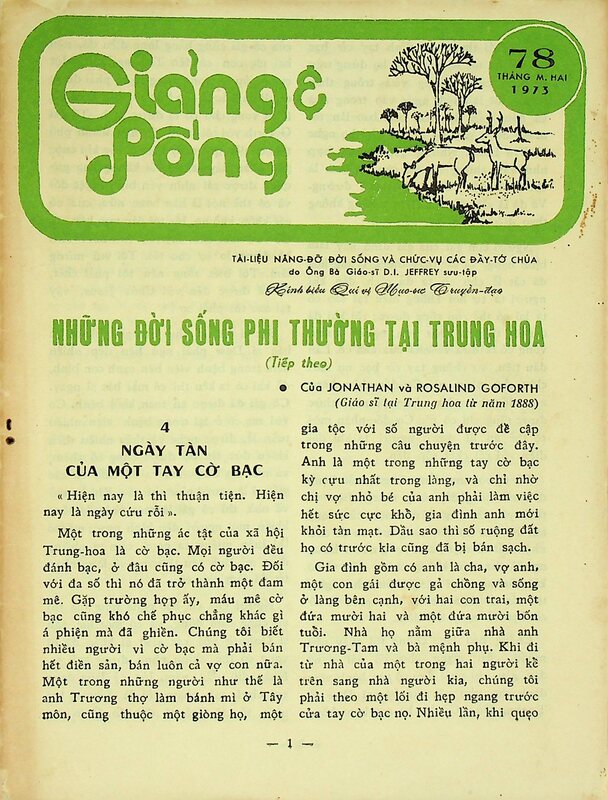 Giảng &
Sống
78
THÁNG M. HAI
1973
TÀI-LIỆU NÂNG-ĐỠ ĐỜI SỐNG VÀ CHỨC-VỤ CÁC ĐẦY-TỚ CHÚA
do Ông Bà Giáo-sĩ D.I. JEFFREY sưu-tập
Kính biếu Quí vị Mục-sư Truyền-đạo
NHỮNG ĐỜI SỐNG PHI THƯỜNG TẠI TRUNG HOA
(Tiếp theo)
● Của JONATHAN và ROSALIND GOFORTH
(Giáo sĩ tại Trung hoa từ năm 1888)
4
NGÀY TÀN
CỦA MỘT TAY CỜ BẠC
« Hiện nay là thì thuận tiện. Hiện
nay là ngày cứu rỗi ».
Một trong những ác tật của xã hội
Trung-hoa là cờ bạc. Mọi người đều
đánh bạc, ở đâu cũng có cờ bạc. Đối
với đa số thì nó đã trở thành một đam
mê. Gặp trường hợp ấy, máu mê cờ
bạc cũng khó chế phục chẳng khác gì
á phiện mà đã ghiền. Chúng tôi biết
nhiều người vì cờ bạc mà phải bán
hết điền sản, bán luôn cả vợ con nữa.
Một trong những người như thế là
anh Trương thợ làm bánh mì ở Tây
môn, cũng thuộc một giòng họ, một
gia tộc với số người được đề cập
trong những câu chuyện trước đây.
Anh là một trong những tay cờ bạc
kỳ cựu nhất trong làng, và chỉ nhờ
chị vợ nhỏ bé của anh phải làm việc
hết sức cực khổ, gia đình anh mới
khỏi tàn mạt. Dầu sao thì số ruộng đất
họ có trước kia cũng đã bị bán sạch.
Gia đình gồm có anh là cha, vợ anh,
một con gái được gả chồng và sống
ở làng bên cạnh, với hai con trai, một
đứa mười hai và một đứa mười bốn
tuổi. Nhà họ nằm giữa nhà anh
Trương-Tam và bà mệnh phụ. Khi đi
từ nhà của một trong hai người kể
trên sang nhà người kia, chúng tôi
phải theo một lối đi hẹp ngang trước
cửa tay cờ bạc nọ. Nhiều lần, khi quẹo
— 1 —